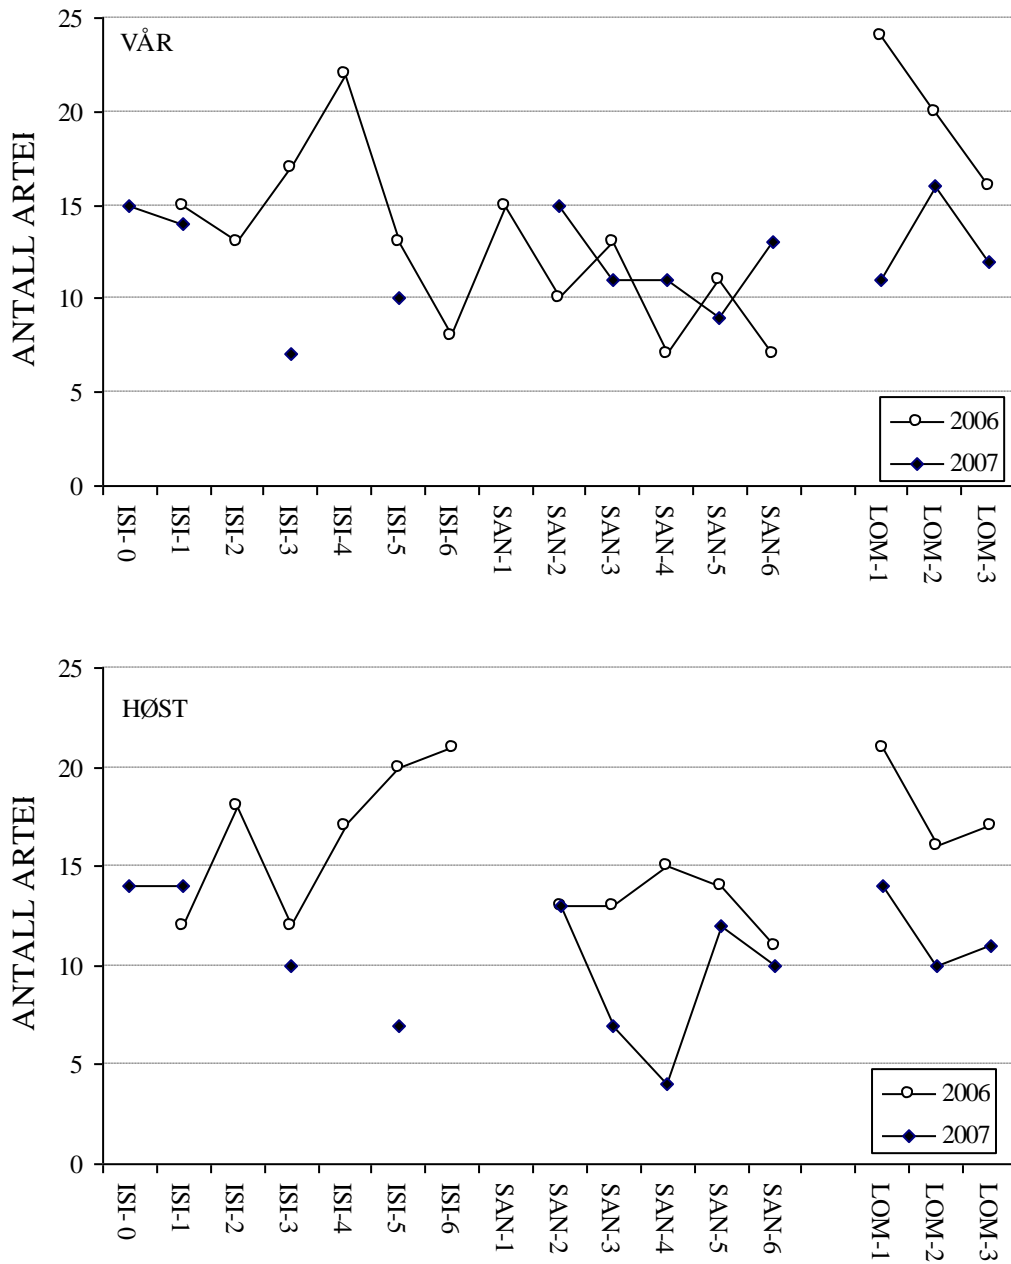 25
VÅR
20
15
10
5
0
ANTALL ARTEI
2006
2007
ISI- 0
ISI-1
ISI-2
ISI-3
ISI-4
ISI-5
ISI-6
SAN-1
SAN-2
SAN-3
SAN-4
SAN-5
SAN-6
LOM-1
LOM-2
LOM-3
25
HØST
20
15
10
5
0
ANTALL ARTEI
2006
2007
ISI- 0
ISI-1
ISI-2
ISI-3
ISI-4
ISI-5
ISI-6
SAN-1
SAN-2
SAN-3
SAN-4
SAN-5
SAN-6
LOM-1
LOM-2
LOM-3